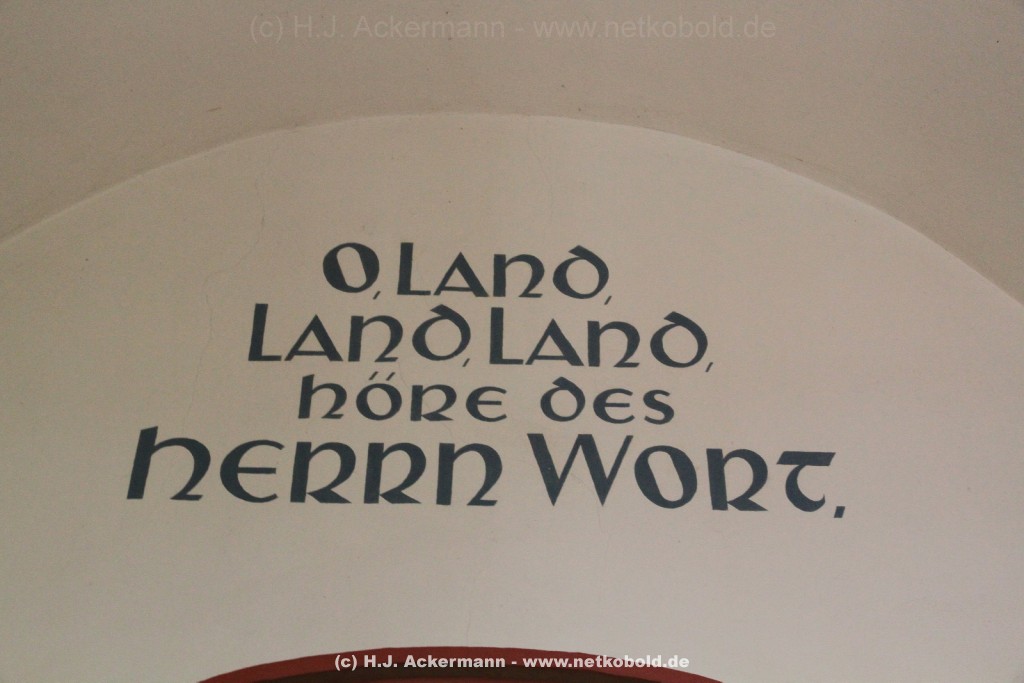 (c) H.J. Ackermann - www.netkobold.de
O, Land,
Land, Land,
höre des
Herrn Wort.
(c) H.J. Ackermann - www.netkobold.de